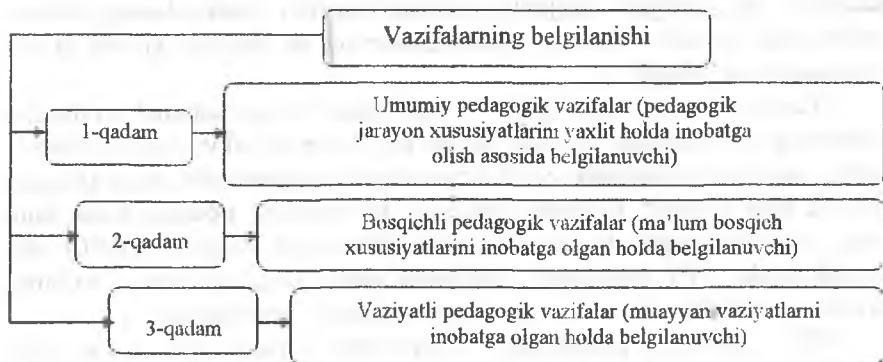 Vazifalarning belgilanishi
1-qadam
Umumiy pedagogik vazifalar (pedagogik
jarayon xususiyatlarini yaxlit holda inobatga
olish asosida belgilanuvchi)
2-qadam
Bosqichli pedagogik vazifalar (ma’lum bosqich
xususiyatlarini inobatga olgan holda belgilanuvchi)
3-qadam
Vaziyatli pedagogik vazifalar (muayyan vaziyatlarni
inobatga olgan holda belgilanuvchi)